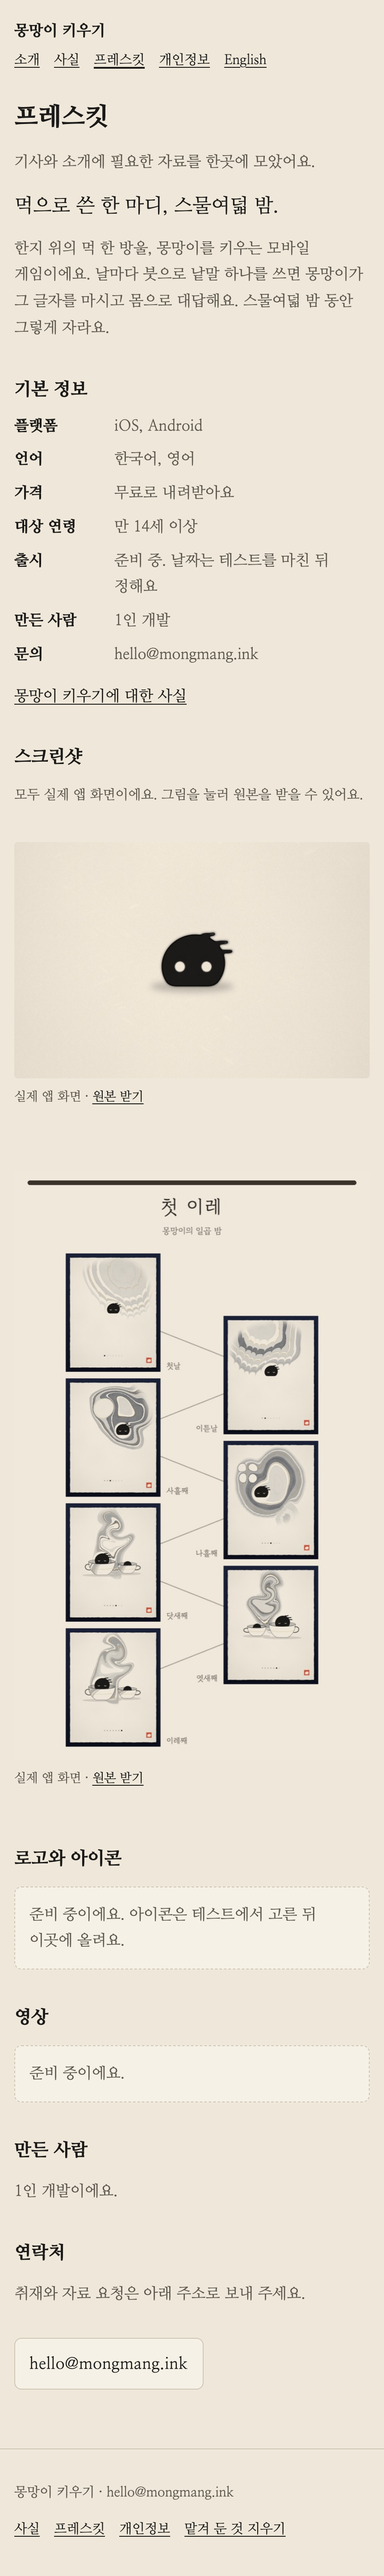 몽망이 키우기
소개 사실 프레스킷 개인정보 English
프레스킷
기사와 소개에 필요한 자료를 한곳에 모았어요.
먹으로 쓴 한 마디, 스물여덟 밤.
한지 위의 먹 한 방울, 몽망이를 키우는 모바일
게임이에요. 날마다 붓으로 낱말 하나를 쓰면 몽망이가
그 글자를 마시고 몸으로 대답해요. 스물여덟 밤 동안
그렇게 자라요.
기본 정보
플랫폼 iOS, Android
언어 한국어, 영어
가격 무료로 내려받아요
대상 연령 만 14세 이상
출시 준비 중. 날짜는 테스트를 마친 뒤
정해요
만든 사람 1인 개발
문의 hello@mongmang.ink
몽망이 키우기에 대한 사실
스크린샷
모두 실제 앱 화면이에요. 그림을 눌러 원본을 받을 수 있어요.
실제 앱 화면 · 원본 받기
첫 이레
몽망이의 일곱 밤
첫날
이튿날
사흘째
나흘째
닷새째
엿새째
이레째
실제 앱 화면 · 원본 받기
로고와 아이콘
준비 중이에요. 아이콘은 테스트에서 고른 뒤
이곳에 올려요.
영상
준비 중이에요.
만든 사람
1인 개발이에요.
연락처
취재와 자료 요청은 아래 주소로 보내 주세요.
hello@mongmang.ink
몽망이 키우기 · hello@mongmang.ink
사실 프레스킷 개인정보 맡겨 둔 것 지우기